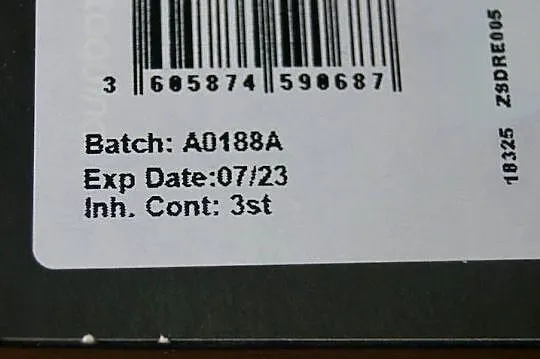 3 605874 590687
Batch: A0188A
Exp Date:07/23
Inh. Cont: 3st
18325 ZSDRE005